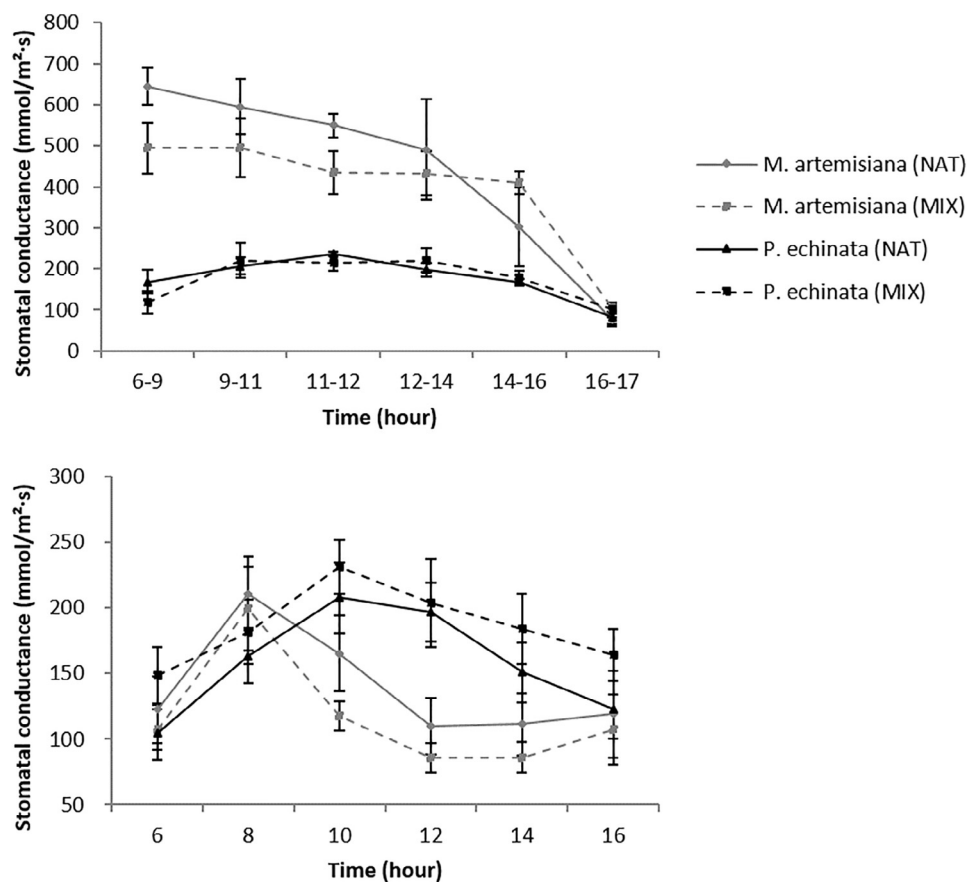 Stomatal conductance (mmol/m²·s)
800
700
600
500
400
300
200
100
0
6-9 9-11 11-12 12-14 14-16 16-17
Time (hour)
M. artemisiana (NAT)
M. artemisiana (MIX)
P. echinata (NAT)
P. echinata (MIX)
Stomatal conductance (mmol/m²·s)
300
250
200
150
100
50
6 8 10 12 14 16
Time (hour)